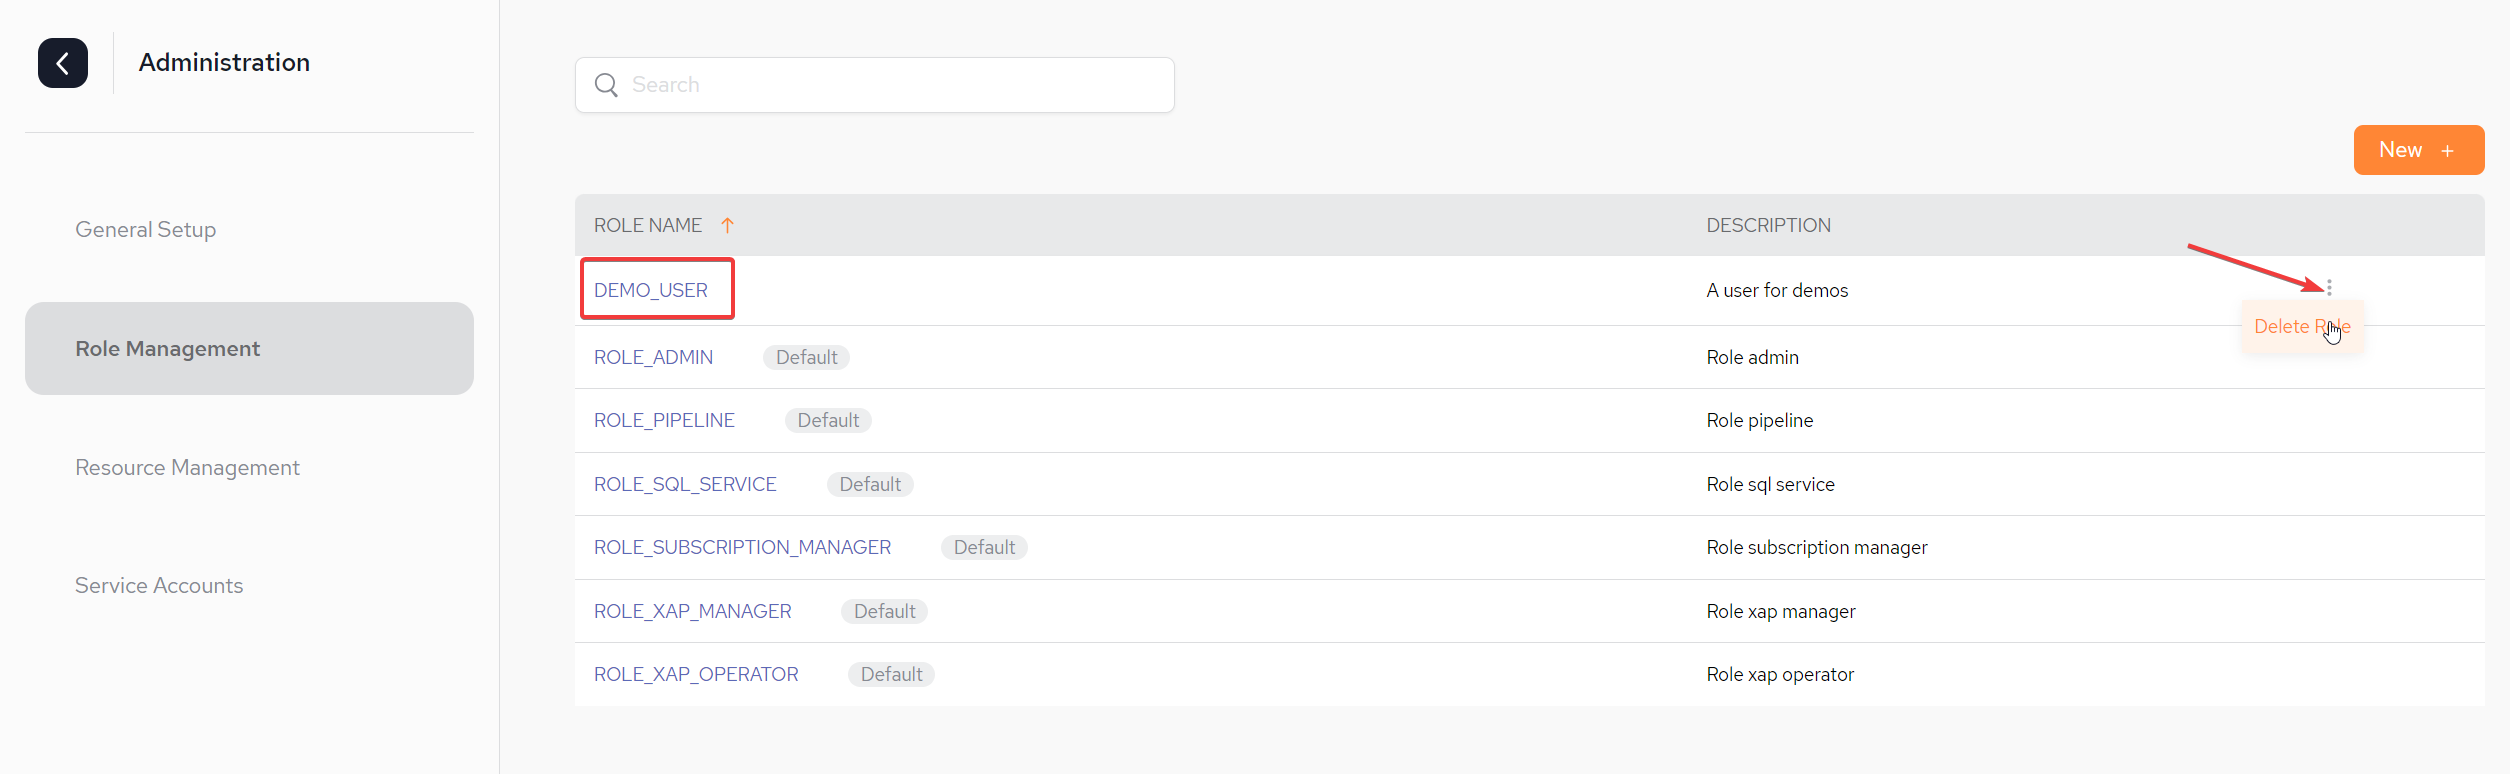 Administration
General Setup
Role Management
Resource Management
Service Accounts
Search
New +
ROLE NAME DESCRIPTION
DEMO_USER A user for demos
Delete Role
ROLE_ADMIN Default Role admin
ROLE_PIPELINE Default Role pipeline
ROLE_SQL_SERVICE Default Role sql service
ROLE_SUBSCRIPTION_MANAGER Default Role subscription manager
ROLE_XAP_MANAGER Default Role xap manager
ROLE_XAP_OPERATOR Default Role xap operator